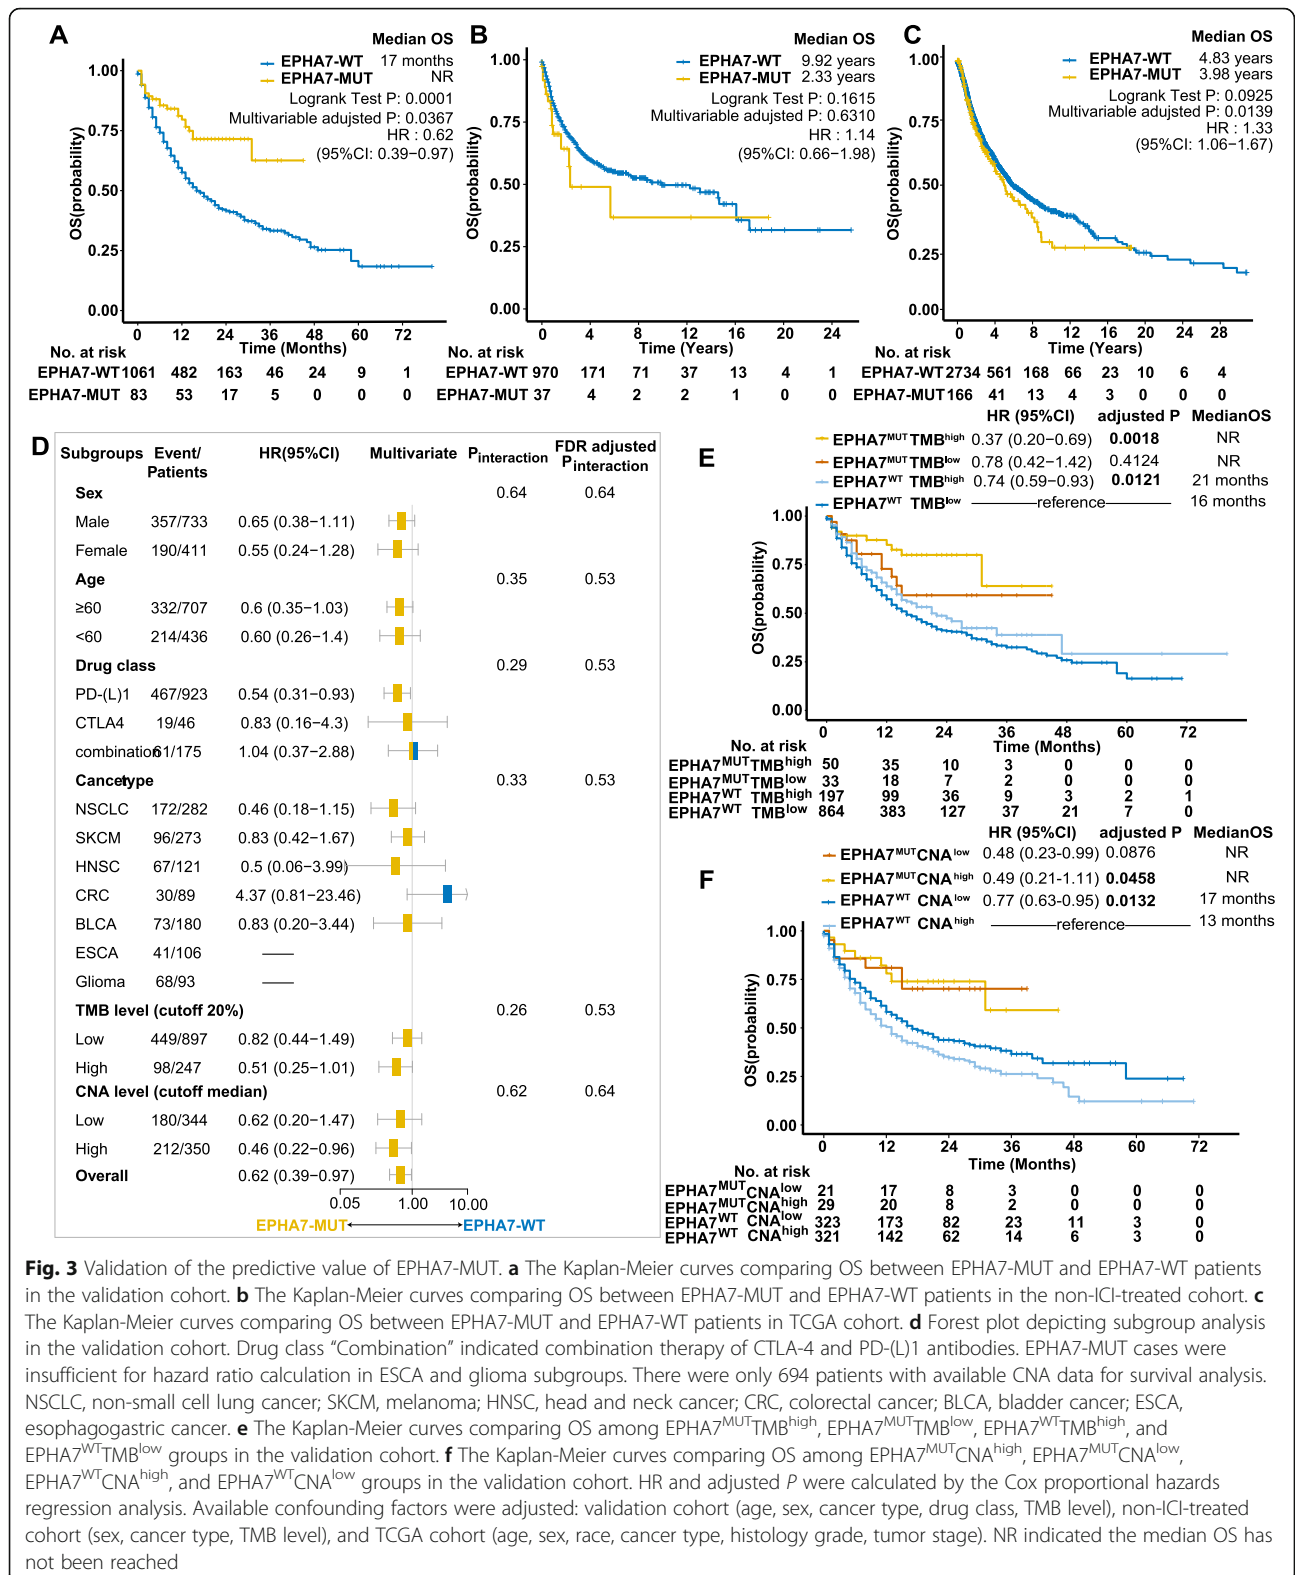 A
Median OS
EPHA7-WT 17 months
EPHA7-MUT NR
Logrank Test P: 0.0001
Multivariable adjusted P: 0.0367
HR : 0.62
(95%CI: 0.39−0.97)
OS(probability)
1.00
0.75
0.50
0.25
0.00
0 12 24 36 48 60 72
Time (Months)
No. at risk
EPHA7-WT 1061 482 163 46 24 9 1
EPHA7-MUT 83 53 17 5 0 0 0
B
Median OS
EPHA7-WT 9.92 years
EPHA7-MUT 2.33 years
Logrank Test P: 0.1615
Multivariable adjusted P: 0.6310
HR : 1.14
(95%CI: 0.66−1.98)
OS(probability)
1.00
0.75
0.50
0.25
0.00
0 4 8 12 16 20 24
Time (Years)
No. at risk
EPHA7-WT 970 171 71 37 13 4 1
EPHA7-MUT 37 4 2 2 1 0 0
C
Median OS
EPHA7-WT 4.83 years
EPHA7-MUT 3.98 years
Logrank Test P: 0.0925
Multivariable adjusted P: 0.0139
HR : 1.33
(95%CI: 1.06−1.67)
OS(probability)
1.00
0.75
0.50
0.25
0.00
0 4 8 12 16 20 24 28
Time (Years)
No. at risk
EPHA7-WT 2734 561 168 66 23 10 6 4
EPHA7-MUT 166 41 13 4 3 0 0 0
D
Subgroups Event/Patients HR(95%CI) Multivariate Pinteraction FDR adjusted Pinteraction
Sex 0.64 0.64
Male 357/733 0.65 (0.38−1.11)
Female 190/411 0.55 (0.24−1.28)
Age 0.35 0.53
≥60 332/707 0.6 (0.35−1.03)
<60 214/436 0.60 (0.26−1.4)
Drug class 0.29 0.53
PD-(L)1 467/923 0.54 (0.31−0.93)
CTLA4 19/46 0.83 (0.16−4.3)
combination 61/175 1.04 (0.37−2.88)
Cancertype 0.33 0.53
NSCLC 172/282 0.46 (0.18−1.15)
SKCM 96/273 0.83 (0.42−1.67)
HNSC 67/121 0.5 (0.06−3.99)
CRC 30/89 4.37 (0.81−23.46)
BLCA 73/180 0.83 (0.20−3.44)
ESCA 41/106
Glioma 68/93
TMB level (cutoff 20%) 0.26 0.53
Low 449/897 0.82 (0.44−1.49)
High 98/247 0.51 (0.25−1.01)
CNA level (cutoff median) 0.62 0.64
Low 180/344 0.62 (0.20−1.47)
High 212/350 0.46 (0.22−0.96)
Overall 0.62 (0.39−0.97)
0.05 1.00 10.00
EPHA7-MUT EPHA7-WT
E
HR (95%CI) adjusted P MedianOS
EPHA7MUT TMBhigh 0.37 (0.20−0.69) 0.0018 NR
EPHA7MUT TMBlow 0.78 (0.42−1.42) 0.4124 NR
EPHA7WT TMBhigh 0.74 (0.59−0.93) 0.0121 21 months
EPHA7WT TMBlow reference 16 months
OS(probability)
1.00
0.75
0.50
0.25
0.00
0 12 24 36 48 60 72
Time (Months)
No. at risk
EPHA7MUT TMBhigh 50 35 10 3 0 0 0
EPHA7MUT TMBlow 33 18 7 2 0 0 0
EPHA7WT TMBhigh 197 99 36 9 3 2 1
EPHA7WT TMBlow 864 383 127 37 21 7 0
F
HR (95%CI) adjusted P MedianOS
EPHA7MUT CNAlow 0.48 (0.23-0.99) 0.0876 NR
EPHA7MUT CNAhigh 0.49 (0.21-1.11) 0.0458 NR
EPHA7WT CNAlow 0.77 (0.63-0.95) 0.0132 17 months
EPHA7WT CNAhigh reference 13 months
OS(probability)
1.00
0.75
0.50
0.25
0.00
0 12 24 36 48 60 72
Time (Months)
No. at risk
EPHA7MUT CNAlow 21 17 8 3 0 0 0
EPHA7MUT CNAhigh 29 20 8 2 0 0 0
EPHA7WT CNAlow 323 173 82 23 11 3 0
EPHA7WT CNAhigh 321 142 62 14 6 3 0
Fig. 3 Validation of the predictive value of EPHA7-MUT. a The Kaplan-Meier curves comparing OS between EPHA7-MUT and EPHA7-WT patients
in the validation cohort. b The Kaplan-Meier curves comparing OS between EPHA7-MUT and EPHA7-WT patients in the non-ICI-treated cohort. c
The Kaplan-Meier curves comparing OS between EPHA7-MUT and EPHA7-WT patients in TCGA cohort. d Forest plot depicting subgroup analysis
in the validation cohort. Drug class “Combination” indicated combination therapy of CTLA-4 and PD-(L)1 antibodies. EPHA7-MUT cases were
insufficient for hazard ratio calculation in ESCA and glioma subgroups. There were only 694 patients with available CNA data for survival analysis.
NSCLC, non-small cell lung cancer; SKCM, melanoma; HNSC, head and neck cancer; CRC, colorectal cancer; BLCA, bladder cancer; ESCA,
esophagogastric cancer. e The Kaplan-Meier curves comparing OS among EPHA7MUTTMBhigh, EPHA7MUTTMBlow, EPHA7WTTMBhigh, and
EPHA7WTTMBlow groups in the validation cohort. f The Kaplan-Meier curves comparing OS among EPHA7MUTCNAhigh, EPHA7MUTCNAlow,
EPHA7WTCNAhigh, and EPHA7WTCNAlow groups in the validation cohort. HR and adjusted P were calculated by the Cox proportional hazards
regression analysis. Available confounding factors were adjusted: validation cohort (age, sex, cancer type, drug class, TMB level), non-ICI-treated
cohort (sex, cancer type, TMB level), and TCGA cohort (age, sex, race, cancer type, histology grade, tumor stage). NR indicated the median OS has
not been reached